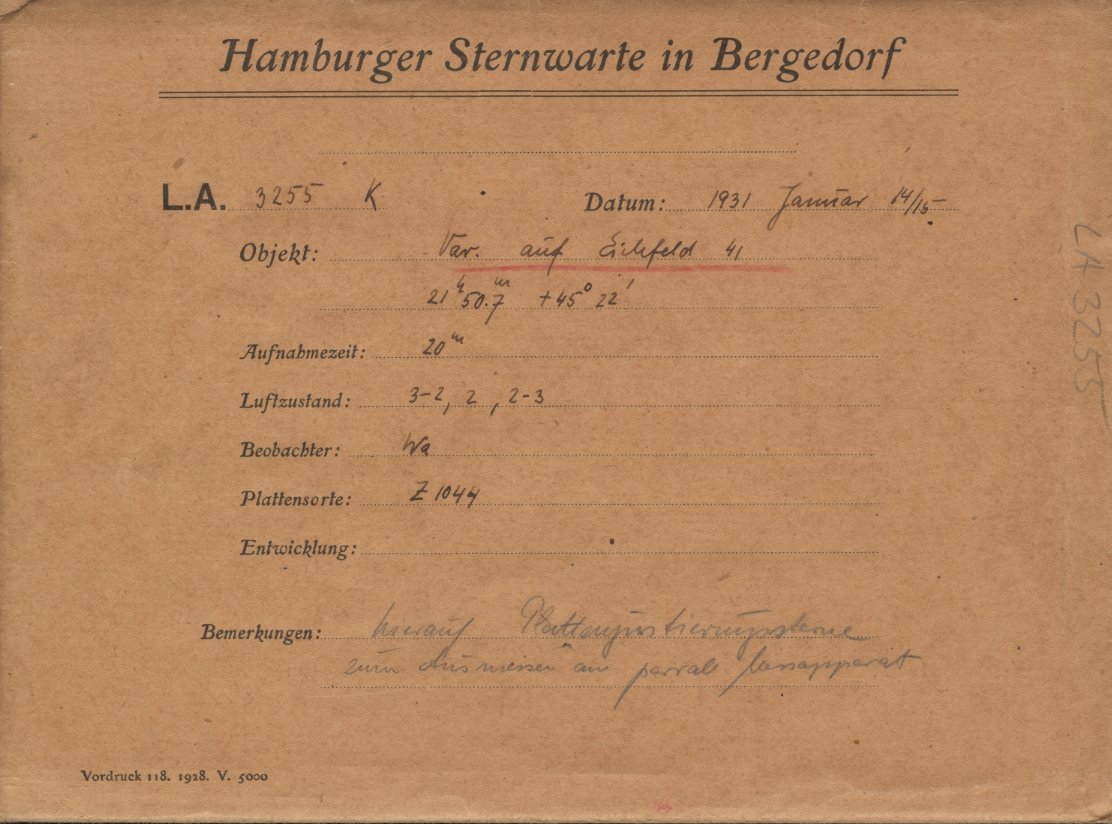 Hamburger Sternwarte in Bergedorf
L.A. 3255 K Datum: 1931 Januar 14/15
Objekt: Var. auf Eichfeld 41
21ʰ 50.7ᵐ +45° 22'
Aufnahmezeit: 20ᵐ
Luftzustand: 3-2, 2, 2-3
Beobachter: Wa
Plattensorte: Z 1044
Entwicklung:
Bemerkungen: hierauf Plattenjustierungssterne
zum Ausmessen am parall Messapparat
Vordruck 118. 1928. V. 5000
LA 3255